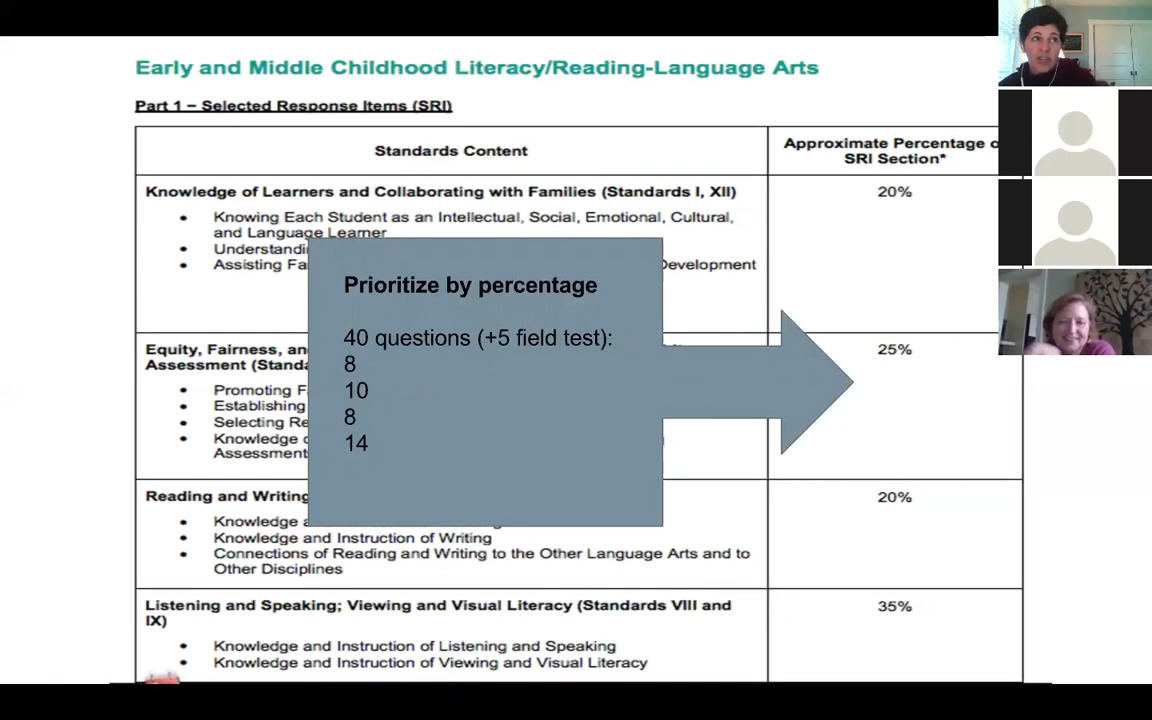 Early and Middle Childhood Literacy/Reading-Language Arts
Part 1 – Selected Response Items (SRI)
Standards Content
Approximate Percentage
SRI Section*
Knowledge of Learners and Collaborating with Families (Standards I, XII)
20%
• Knowing Each Student as an Intellectual, Social, Emotional, Cultural,
and Language Learner
•
• Assisting
Development
Prioritize by percentage
40 questions (+5 field test):
8
10
8
14
Equity, Fairness,
25%
Assessment
• Promoting
• Establishing
• Selecting
• Knowledge
Assessment
Reading and Writing
20%
• Knowledge
• Knowledge and Instruction of Writing
• Connections of Reading and Writing to the Other Language Arts and to
Other Disciplines
Listening and Speaking; Viewing and Visual Literacy (Standards VIII and
IX)
35%
• Knowledge and Instruction of Listening and Speaking
• Knowledge and Instruction of Viewing and Visual Literacy